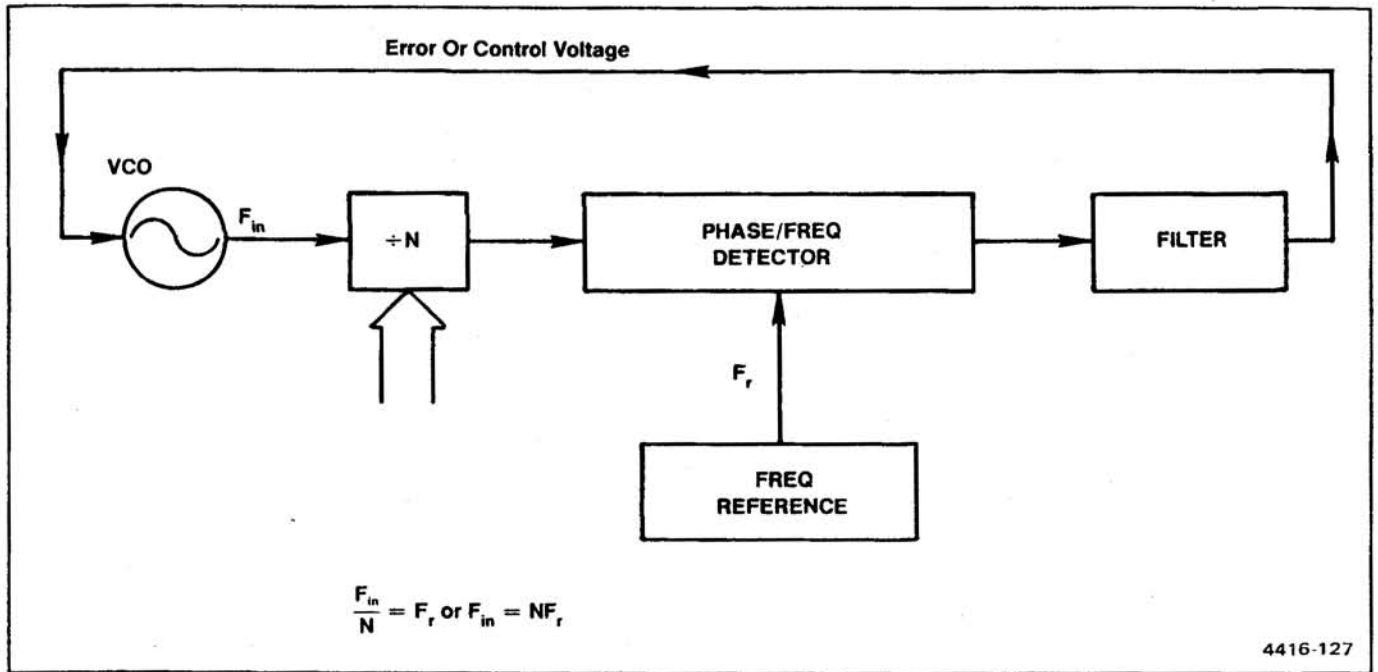 Error Or Control Voltage
VCO
F_in
÷N
PHASE/FREQ
DETECTOR
FILTER
F_r
FREQ
REFERENCE
F_in/N = F_r or F_in = NF_r
4416-127